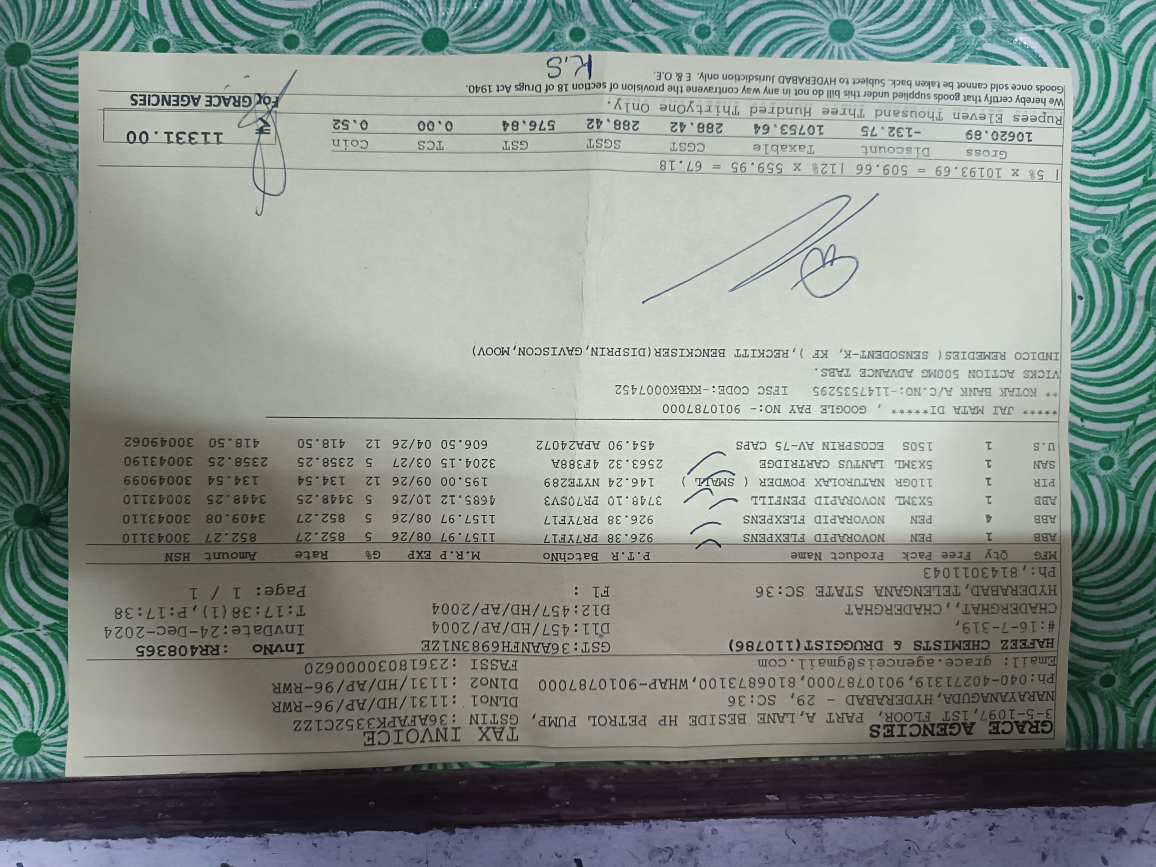 GRACE AGENCIES TAX INVOICE
3-5-1097,1ST FLOOR, PART A,,LANE BESIDE HP PETROL PUMP, GSTIN :36AFAPK5352C1ZZ
NARAYANAGUDA,HYDERABAD - 29, SC:36 DLNO1 :1131/HD/AP/96-RWR
Ph:040-40271319,9010787000,8106873100,WHAP-9010787000 DLNO2 :1131/HD/AP/96-RWR
Email: grace.agenceis@gmail.com FASSI :23618030000620
HAFEEZ CHEMISTS & DRUGGIST(110786) GST:36AANFH6983N1ZE InvNo :RR408365
#:16-7-319, D11:457/HD/AP/2004 InvDate:24-Dec-2024
CHADERGHAT,,CHADERGHAT D12:457/HD/AP/2004 T:17:38(1),P:17:38
HYDERABAD,TELENGANA STATE SC:36 F1 : Page: 1 / 1
Ph:,8143011043
MFG Qty Free Pack Product Name P.T.R BatchNo M.R.P EXP G% Rate Amount HSN
ABB 1 PEN NOVORAPID FLEXPENS 926.38 PR7YF17 1157.97 08/26 5 852.27 852.27 30043110
ABB 4 PEN NOVORAPID FLEXPENS 926.38 PR7YF17 1157.97 08/26 5 852.27 3409.08 30043110
ABB 1 5X3ML NOVORAPID PENFILL 3748.10 PR70SV3 4685.12 10/26 5 3448.25 3448.25 30043110
PIR 1 110G NATUROLAX POWDER ( SMALL ) 146.24 NYTE289 195.00 09/26 12 134.54 134.54 30049099
SAN 1 5X3ML LANTUS CARTRIDGE 2563.32 4F388A 3204.15 03/27 5 2358.25 2358.25 30043190
U.S 1 150S ECOSPRIN AV-75 CAPS 454.90 APA24072 606.50 04/26 12 418.50 418.50 30049062
***** JAI MATA DI***** , GOOGLE PAY NO:- 9010787000
** KOTAK BANK A/C.NO:-1147535295 IFSC CODE:-KKBK0007452
VICKS ACTION 500MG ADVANCE TABS.
INDICO REMEDIES( SENSODENT-K, KF ),RECKITT BENCKISER(DISPRIN,GAVISCON,MOOV)
| 5% x 10193.69 = 509.66 |12% x 559.95 = 67.18
Gross Discount Taxable CGST SGST GST TCS Coin
10620.89 -132.75 10753.64 288.42 288.42 576.84 0.00 0.52 ₹ 11331.00
Rupees Eleven Thousand Three Hundred ThirtyOne Only.
We hereby certify that goods supplied under this bill do not in any way contravene the provision of section 18 of Drugs Act 1940. For GRACE AGENCIES
Goods once sold cannot be taken back. Subject to HYDERABAD Jurisdiction only. E & O.E.
K.S